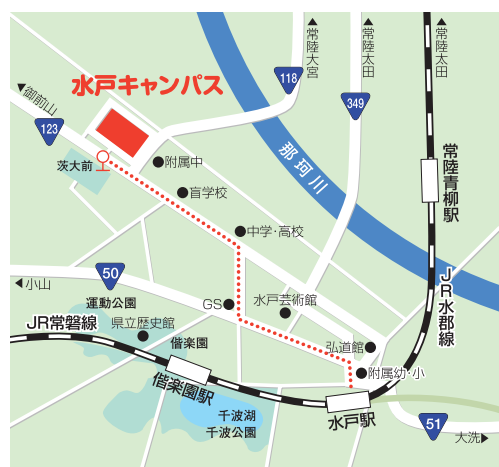 常陸大宮
常陸太田
常陸太田
118
水戸キャンパス
御前山
349
123
茨大前
附属中
那珂川
常陸青柳駅
盲学校
中学・高校
50
小山
JR水郡線
運動公園
GS
水戸芸術館
JR常磐線
県立歴史館
偕楽園
弘道館
附属幼・小
偕楽園駅
千波湖
千波公園
水戸駅
51
大洗